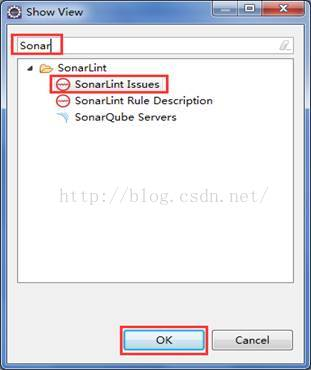 Show View
Sonar
SonarLint
SonarLint Issues
SonarLint Rule Description
SonarQube Servers
http://blog.csdn.net/
OK
Cancel